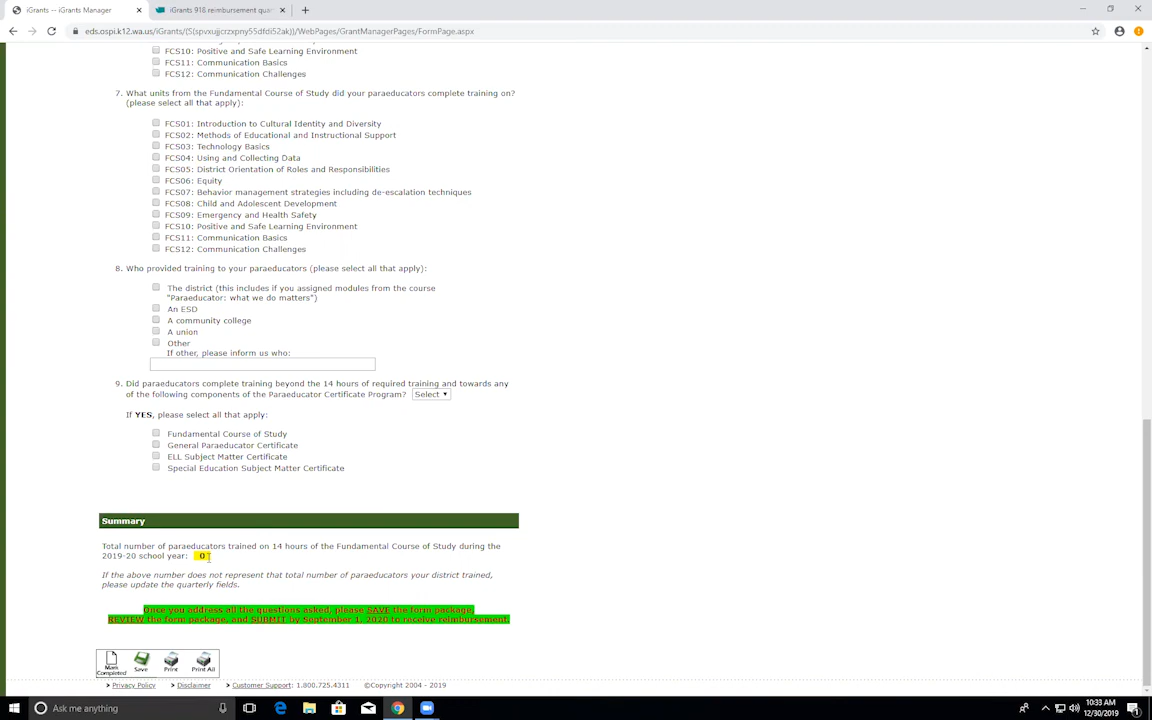 iGrants -- iGrants Manager
iGrants 918 reimbursement quar
eds.ospi.k12.wa.us/iGrants/(S(spvxujjcrzxpny55dfdi52ak))/WebPages/GrantManagerPages/FormPage.aspx
FCS10: Positive and Safe Learning Environment
FCS11: Communication Basics
FCS12: Communication Challenges
7. What units from the Fundamental Course of Study did your paraeducators complete training on?
(please select all that apply):
FCS01: Introduction to Cultural Identity and Diversity
FCS02: Methods of Educational and Instructional Support
FCS03: Technology Basics
FCS04: Using and Collecting Data
FCS05: District Orientation of Roles and Responsibilities
FCS06: Equity
FCS07: Behavior management strategies including de-escalation techniques
FCS08: Child and Adolescent Development
FCS09: Emergency and Health Safety
FCS10: Positive and Safe Learning Environment
FCS11: Communication Basics
FCS12: Communication Challenges
8. Who provided training to your paraeducators (please select all that apply):
The district (this includes if you assigned modules from the course
"Paraeducator: what we do matters")
An ESD
A community college
A union
Other
If other, please inform us who:
9. Did paraeducators complete training beyond the 14 hours of required training and towards any
of the following components of the Paraeducator Certificate Program? Select
If YES, please select all that apply:
Fundamental Course of Study
General Paraeducator Certificate
ELL Subject Matter Certificate
Special Education Subject Matter Certificate
Summary
Total number of paraeducators trained on 14 hours of the Fundamental Course of Study during the
2019-20 school year: 0
If the above number does not represent that total number of paraeducators your district trained,
please update the quarterly fields.
Once you address all the questions asked, please SAVE the form package,
REVIEW the form package, and SUBMIT by September 1, 2020 to receive reimbursement.
Mark Completed Save Print Print All
Privacy Policy Disclaimer Customer Support: 1.800.725.4311 ©Copyright 2004 - 2019
Ask me anything
10:33 AM
12/30/2019